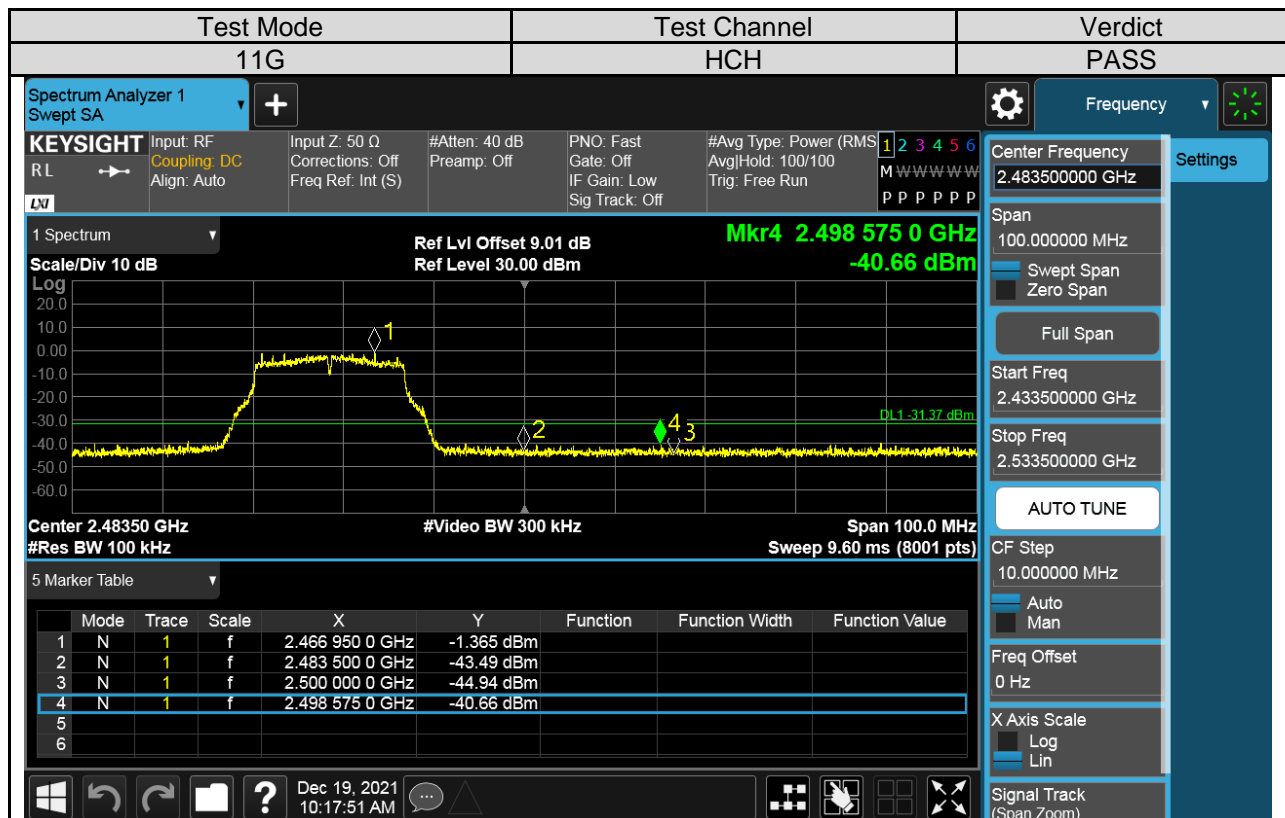 Test Mode Test Channel Verdict
11G HCH PASS
Spectrum Analyzer 1
Swept SA
Frequency
KEYSIGHT Input: RF Input Z: 50 Ω #Atten: 40 dB PNO: Fast #Avg Type: Power (RMS 1 2 3 4 5 6
RL Coupling: DC Corrections: Off Preamp: Off Gate: Off Avg|Hold: 100/100 M W W W W W
Align: Auto Freq Ref: Int (S) IF Gain: Low Trig: Free Run
LXI Sig Track: Off P P P P P P
1 Spectrum
Ref Lvl Offset 9.01 dB Mkr4 2.498 575 0 GHz
Scale/Div 10 dB Ref Level 30.00 dBm -40.66 dBm
Log
20.0
10.0
0.00
-10.0
-20.0
-30.0
-40.0
-50.0
-60.0
1
2
4
3
DL1 -31.37 dBm
Center 2.48350 GHz #Video BW 300 kHz Span 100.0 MHz
#Res BW 100 kHz Sweep 9.60 ms (8001 pts)
5 Marker Table
Mode Trace Scale X Y Function Function Width Function Value
1 N 1 f 2.466 950 0 GHz -1.365 dBm
2 N 1 f 2.483 500 0 GHz -43.49 dBm
3 N 1 f 2.500 000 0 GHz -44.94 dBm
4 N 1 f 2.498 575 0 GHz -40.66 dBm
5
6
?
Dec 19, 2021
10:17:51 AM
Center Frequency
2.483500000 GHz
Settings
Span
100.000000 MHz
Swept Span
Zero Span
Full Span
Start Freq
2.433500000 GHz
Stop Freq
2.533500000 GHz
AUTO TUNE
CF Step
10.000000 MHz
Auto
Man
Freq Offset
0 Hz
X Axis Scale
Log
Lin
Signal Track
(Span Zoom)